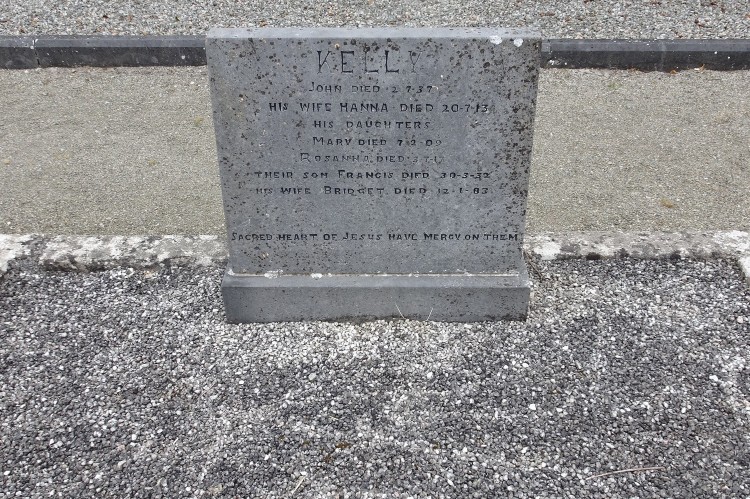 KELLY
JOHN DIED 2·7·37
HIS WIFE HANNA DIED 20·7·13
HIS DAUGHTERS
MARY DIED 7·2·09
ROSANNA DIED
THEIR SON FRANCIS DIED 30·3·32
HIS WIFE BRIDGET DIED 12·1·83
SACRED HEART OF JESUS HAVE MERCY ON THEM